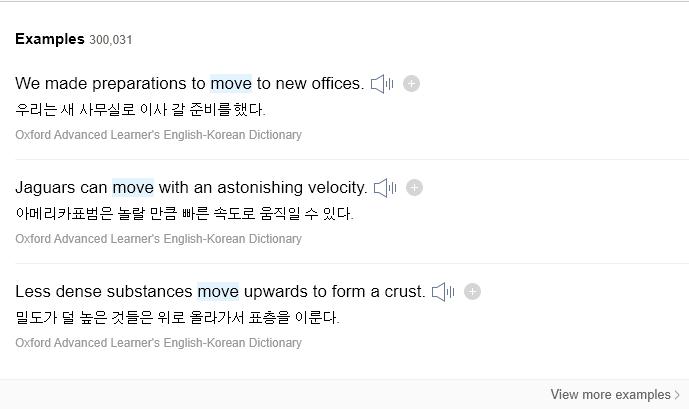 Examples 300,031
We made preparations to move to new offices.
우리는 새 사무실로 이사 갈 준비를 했다.
Oxford Advanced Learner's English-Korean Dictionary
Jaguars can move with an astonishing velocity.
아메리카표범은 놀랄 만큼 빠른 속도로 움직일 수 있다.
Oxford Advanced Learner's English-Korean Dictionary
Less dense substances move upwards to form a crust.
밀도가 덜 높은 것들은 위로 올라가서 표층을 이룬다.
Oxford Advanced Learner's English-Korean Dictionary
View more examples